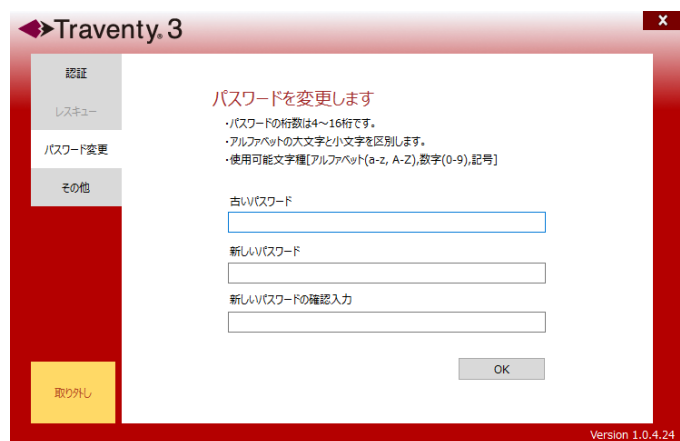 Traventy® 3
X
認証
レスキュー
パスワード変更
その他
パスワードを変更します
・パスワードの桁数は4～16桁です。
・アルファベットの大文字と小文字を区別します。
・使用可能文字種[アルファベット(a-z, A-Z),数字(0-9),記号]
古いパスワード
新しいパスワード
新しいパスワードの確認入力
OK
取り外し
Version 1.0.4.24